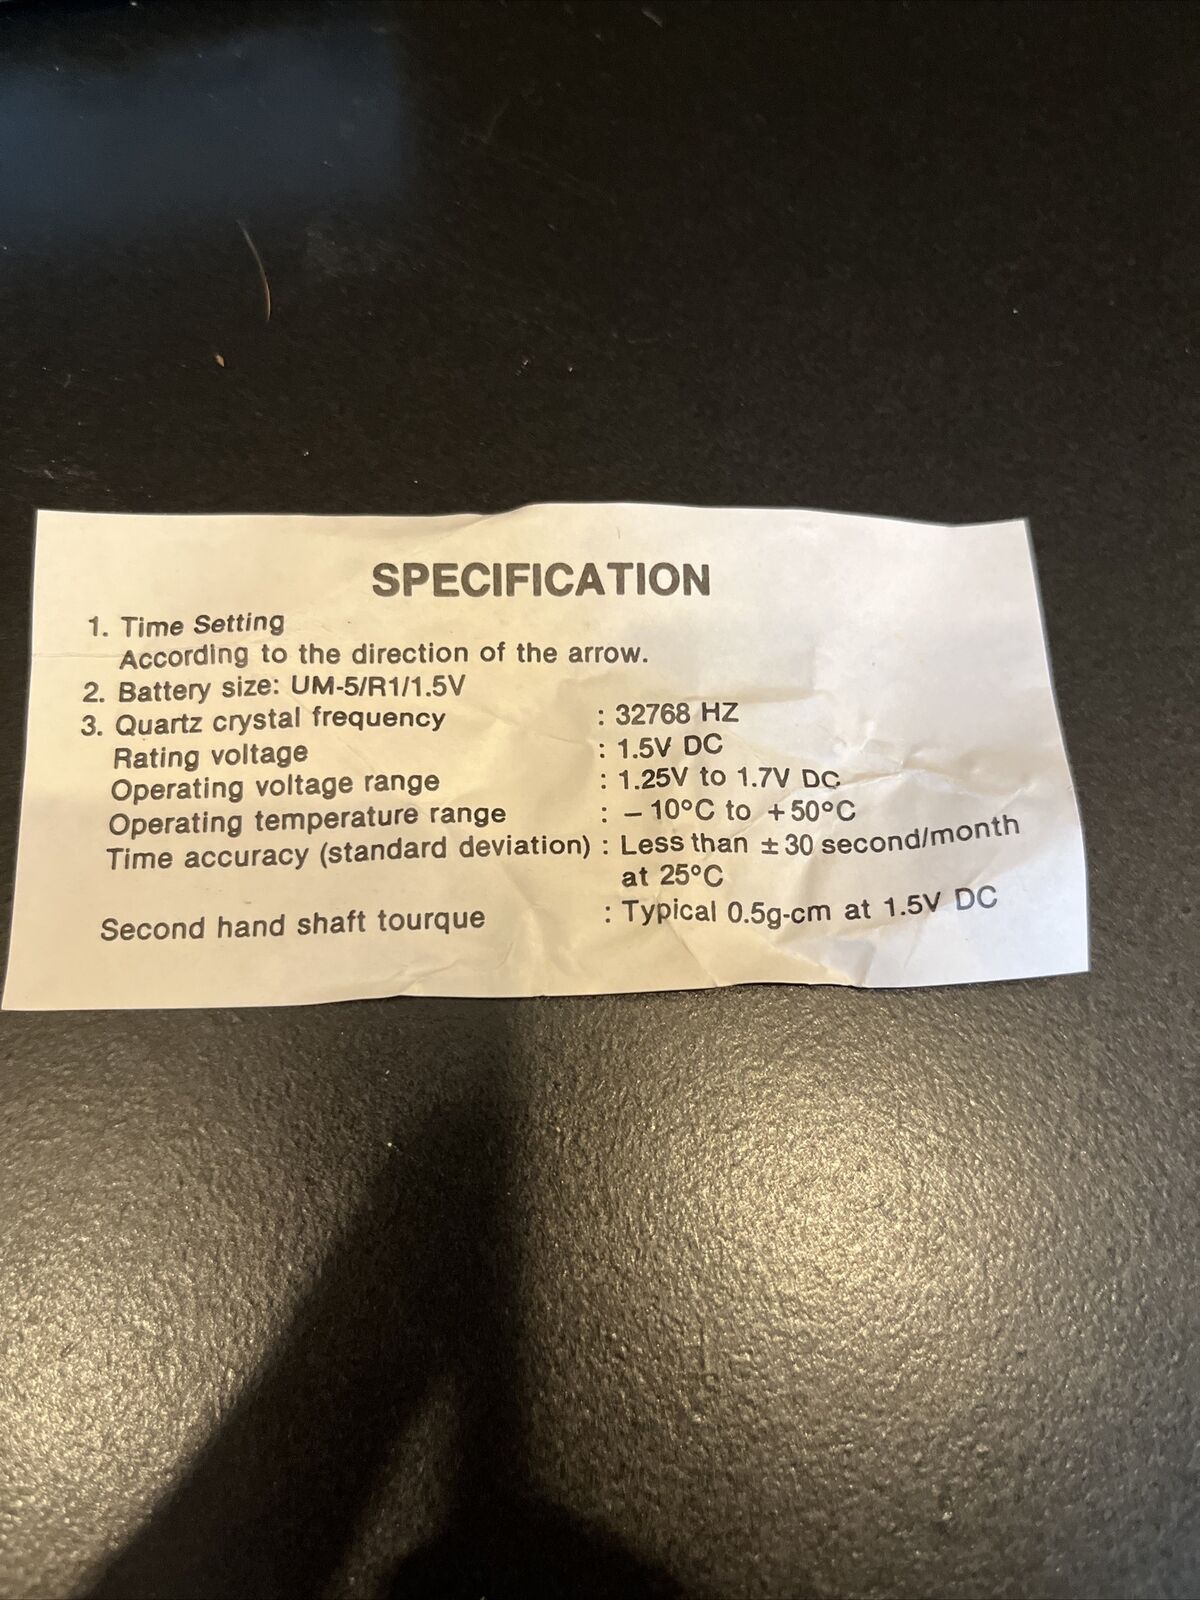 SPECIFICATION
1. Time Setting
According to the direction of the arrow.
2. Battery size: UM-5/R1/1.5V
3. Quartz crystal frequency : 32768 HZ
Rating voltage : 1.5V DC
Operating voltage range : 1.25V to 1.7V DC
Operating temperature range : – 10°C to +50°C
Time accuracy (standard deviation) : Less than ±30 second/month
at 25°C
Second hand shaft tourque : Typical 0.5g-cm at 1.5V DC